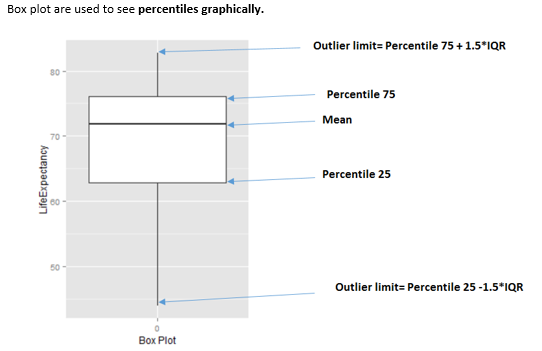 Box plot are used to see percentiles graphically.
Outlier limit= Percentile 75 + 1.5*IQR
80
Percentile 75
Mean
70
Percentile 25
60
LifeExpectancy
50
Outlier limit= Percentile 25 -1.5*IQR
0
Box Plot